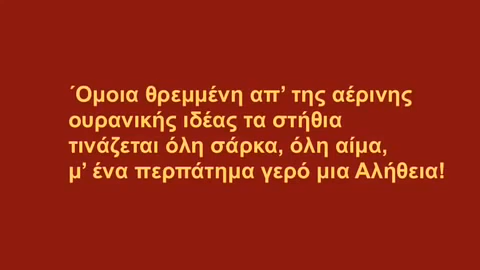 ΄Ομοια θρεμμένη απ’ της αέρινης
ουρανικής ιδέας τα στήθια
τινάζεται όλη σάρκα, όλη αίμα,
μ’ ένα περπάτημα γερό μια Αλήθεια!